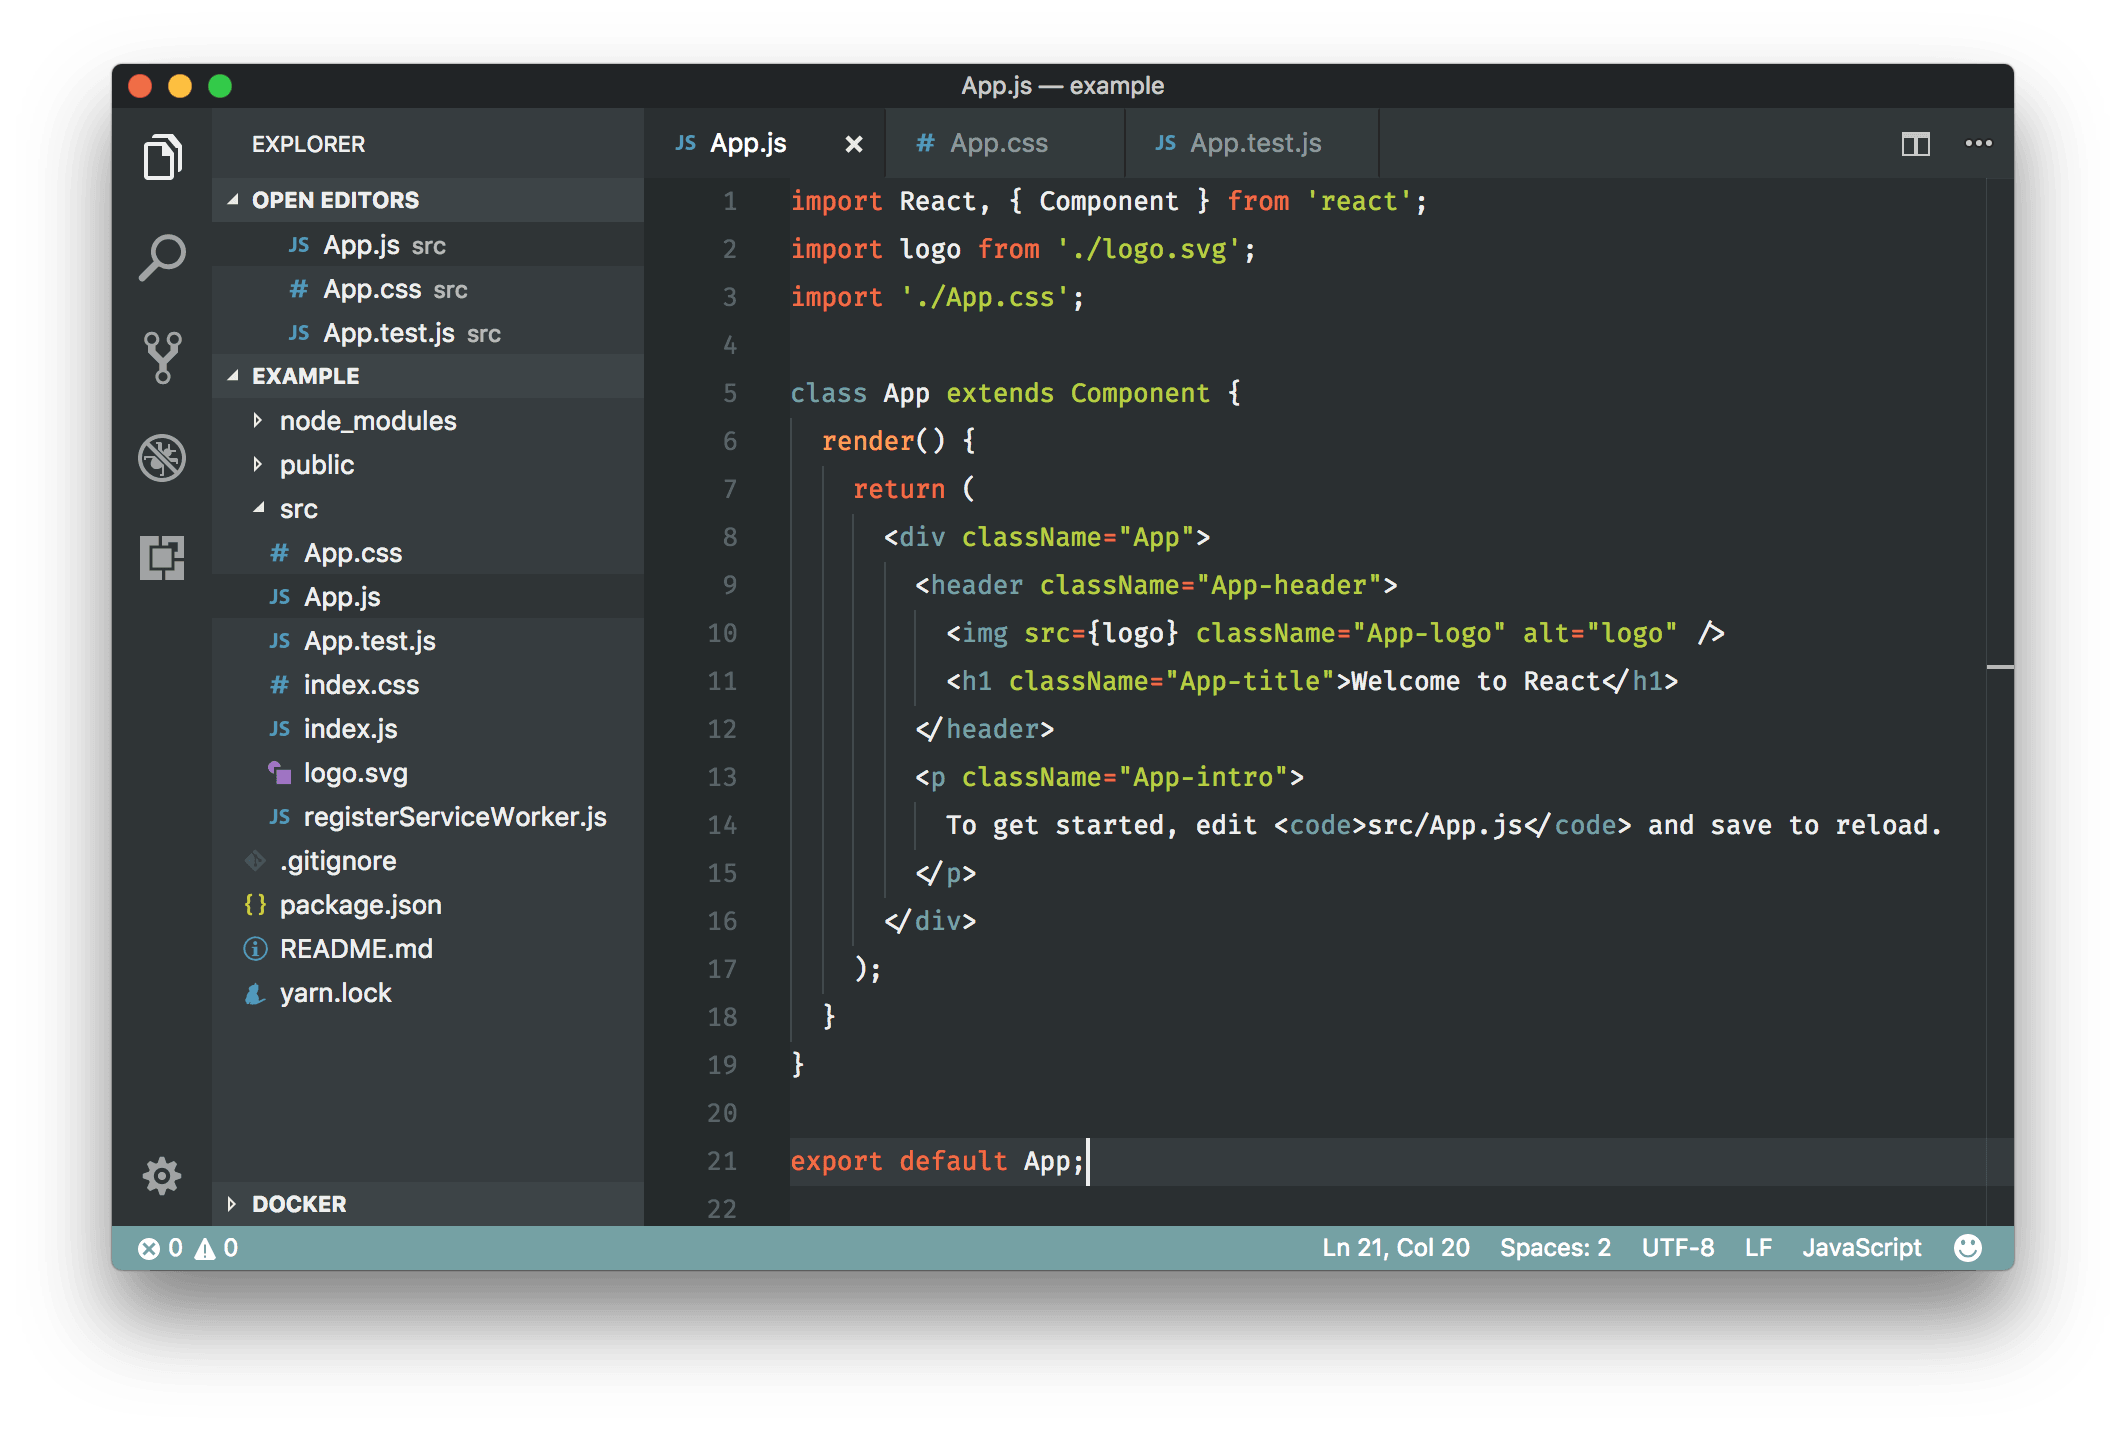 App.js — example
EXPLORER
OPEN EDITORS
JS App.js src
# App.css src
JS App.test.js src
EXAMPLE
node_modules
public
src
# App.css
JS App.js
JS App.test.js
# index.css
JS index.js
logo.svg
JS registerServiceWorker.js
.gitignore
{} package.json
README.md
yarn.lock
DOCKER
JS App.js
# App.css
JS App.test.js
1 import React, { Component } from 'react';
2 import logo from './logo.svg';
3 import './App.css';
4
5 class App extends Component {
6 render() {
7 return (
8 <div className="App">
9 <header className="App-header">
10 <img src={logo} className="App-logo" alt="logo" />
11 <h1 className="App-title">Welcome to React</h1>
12 </header>
13 <p className="App-intro">
14 To get started, edit <code>src/App.js</code> and save to reload.
15 </p>
16 </div>
17 );
18 }
19 }
20
21 export default App;
22
0 0
Ln 21, Col 20 Spaces: 2 UTF-8 LF JavaScript